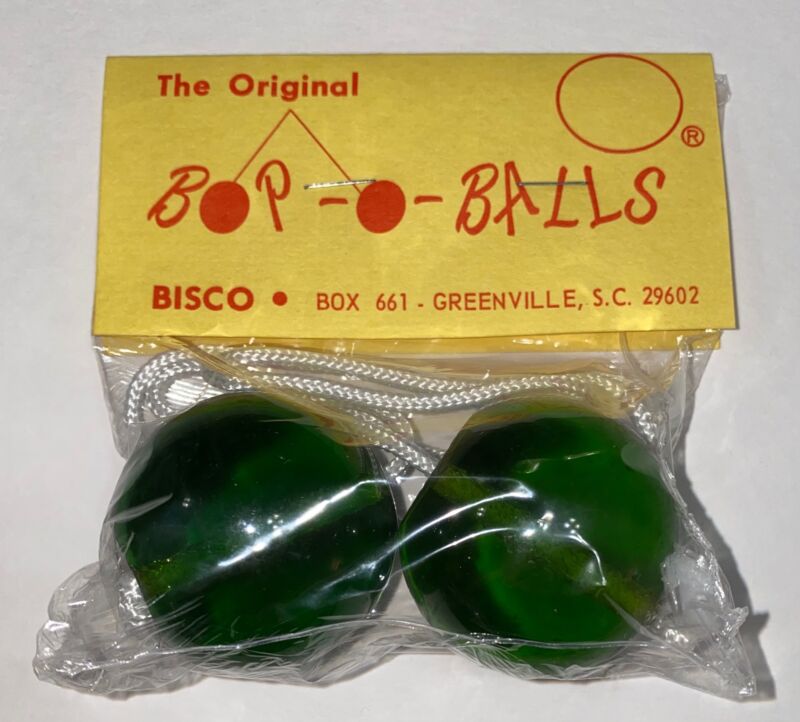 The Original
®
BOP-O-BALLS
BISCO • BOX 661 - GREENVILLE, S.C. 29602